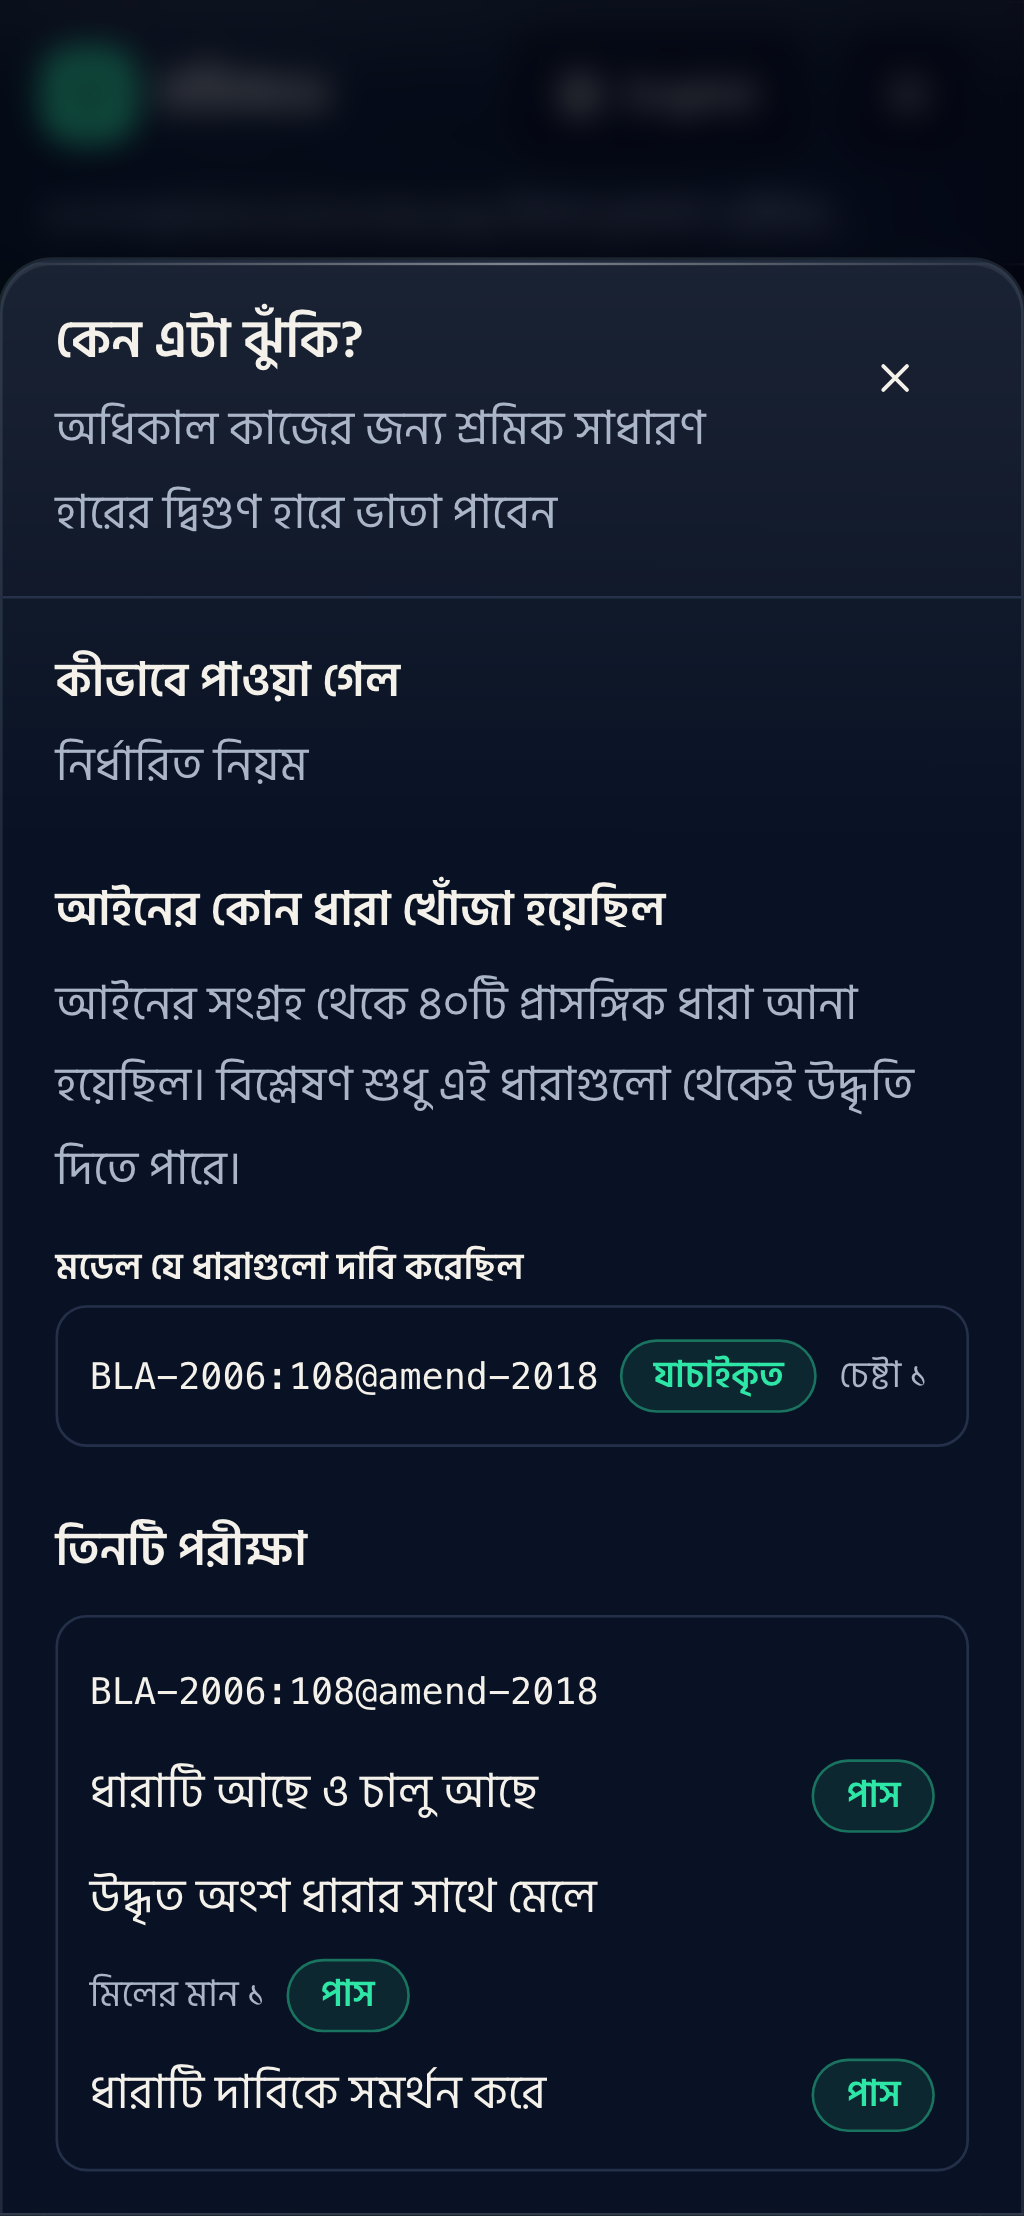 কেন এটা ঝুঁকি?
অধিকাল কাজের জন্য শ্রমিক সাধারণ
হারের দ্বিগুণ হারে ভাতা পাবেন
কীভাবে পাওয়া গেল
নির্ধারিত নিয়ম
আইনের কোন ধারা খোঁজা হয়েছিল
আইনের সংগ্রহ থেকে ৪০টি প্রাসঙ্গিক ধারা আনা
হয়েছিল। বিশ্লেষণ শুধু এই ধারাগুলো থেকেই উদ্ধৃতি
দিতে পারে।
মডেল যে ধারাগুলো দাবি করেছিল
BLA-2006:108@amend-2018 যাচাইকৃত চেষ্টা ১
তিনটি পরীক্ষা
BLA-2006:108@amend-2018
ধারাটি আছে ও চালু আছে পাস
উদ্ধৃত অংশ ধারার সাথে মেলে
মিলের মান ১ পাস
ধারাটি দাবিকে সমর্থন করে পাস